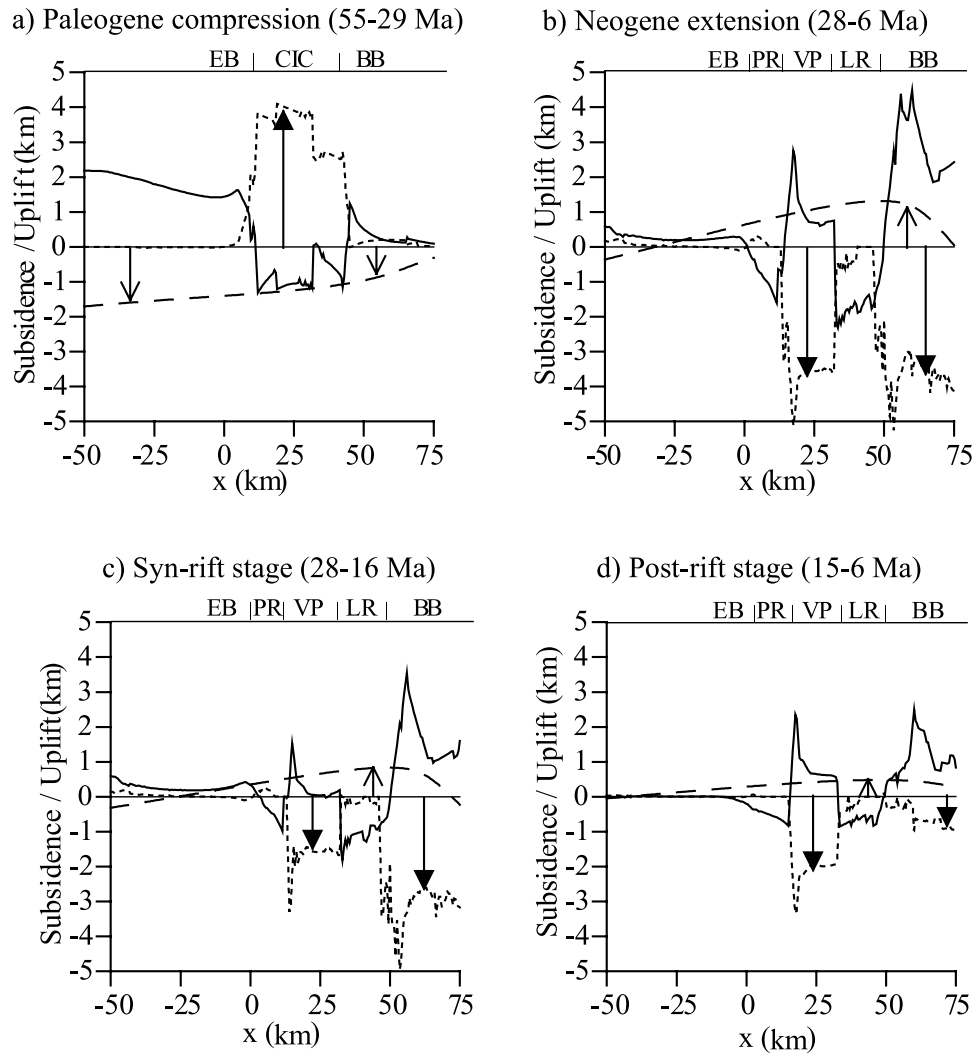 a) Paleogene compression (55-29 Ma)
EB CIC BB
5
4
3
2
1
0
-1
-2
-3
-4
-5
Subsidence /Uplift (km)
-50 -25 0 25 50 75
x (km)
b) Neogene extension (28-6 Ma)
EB PR VP LR BB
5
4
3
2
1
0
-1
-2
-3
-4
-5
Subsidence / Uplift (km)
-50 -25 0 25 50 75
x (km)
c) Syn-rift stage (28-16 Ma)
EB PR VP LR BB
5
4
3
2
1
0
-1
-2
-3
-4
-5
Subsidence / Uplift(km)
-50 -25 0 25 50 75
x (km)
d) Post-rift stage (15-6 Ma)
EB PR VP LR BB
5
4
3
2
1
0
-1
-2
-3
-4
-5
Subsidence / Uplift (km)
-50 -25 0 25 50 75
x (km)